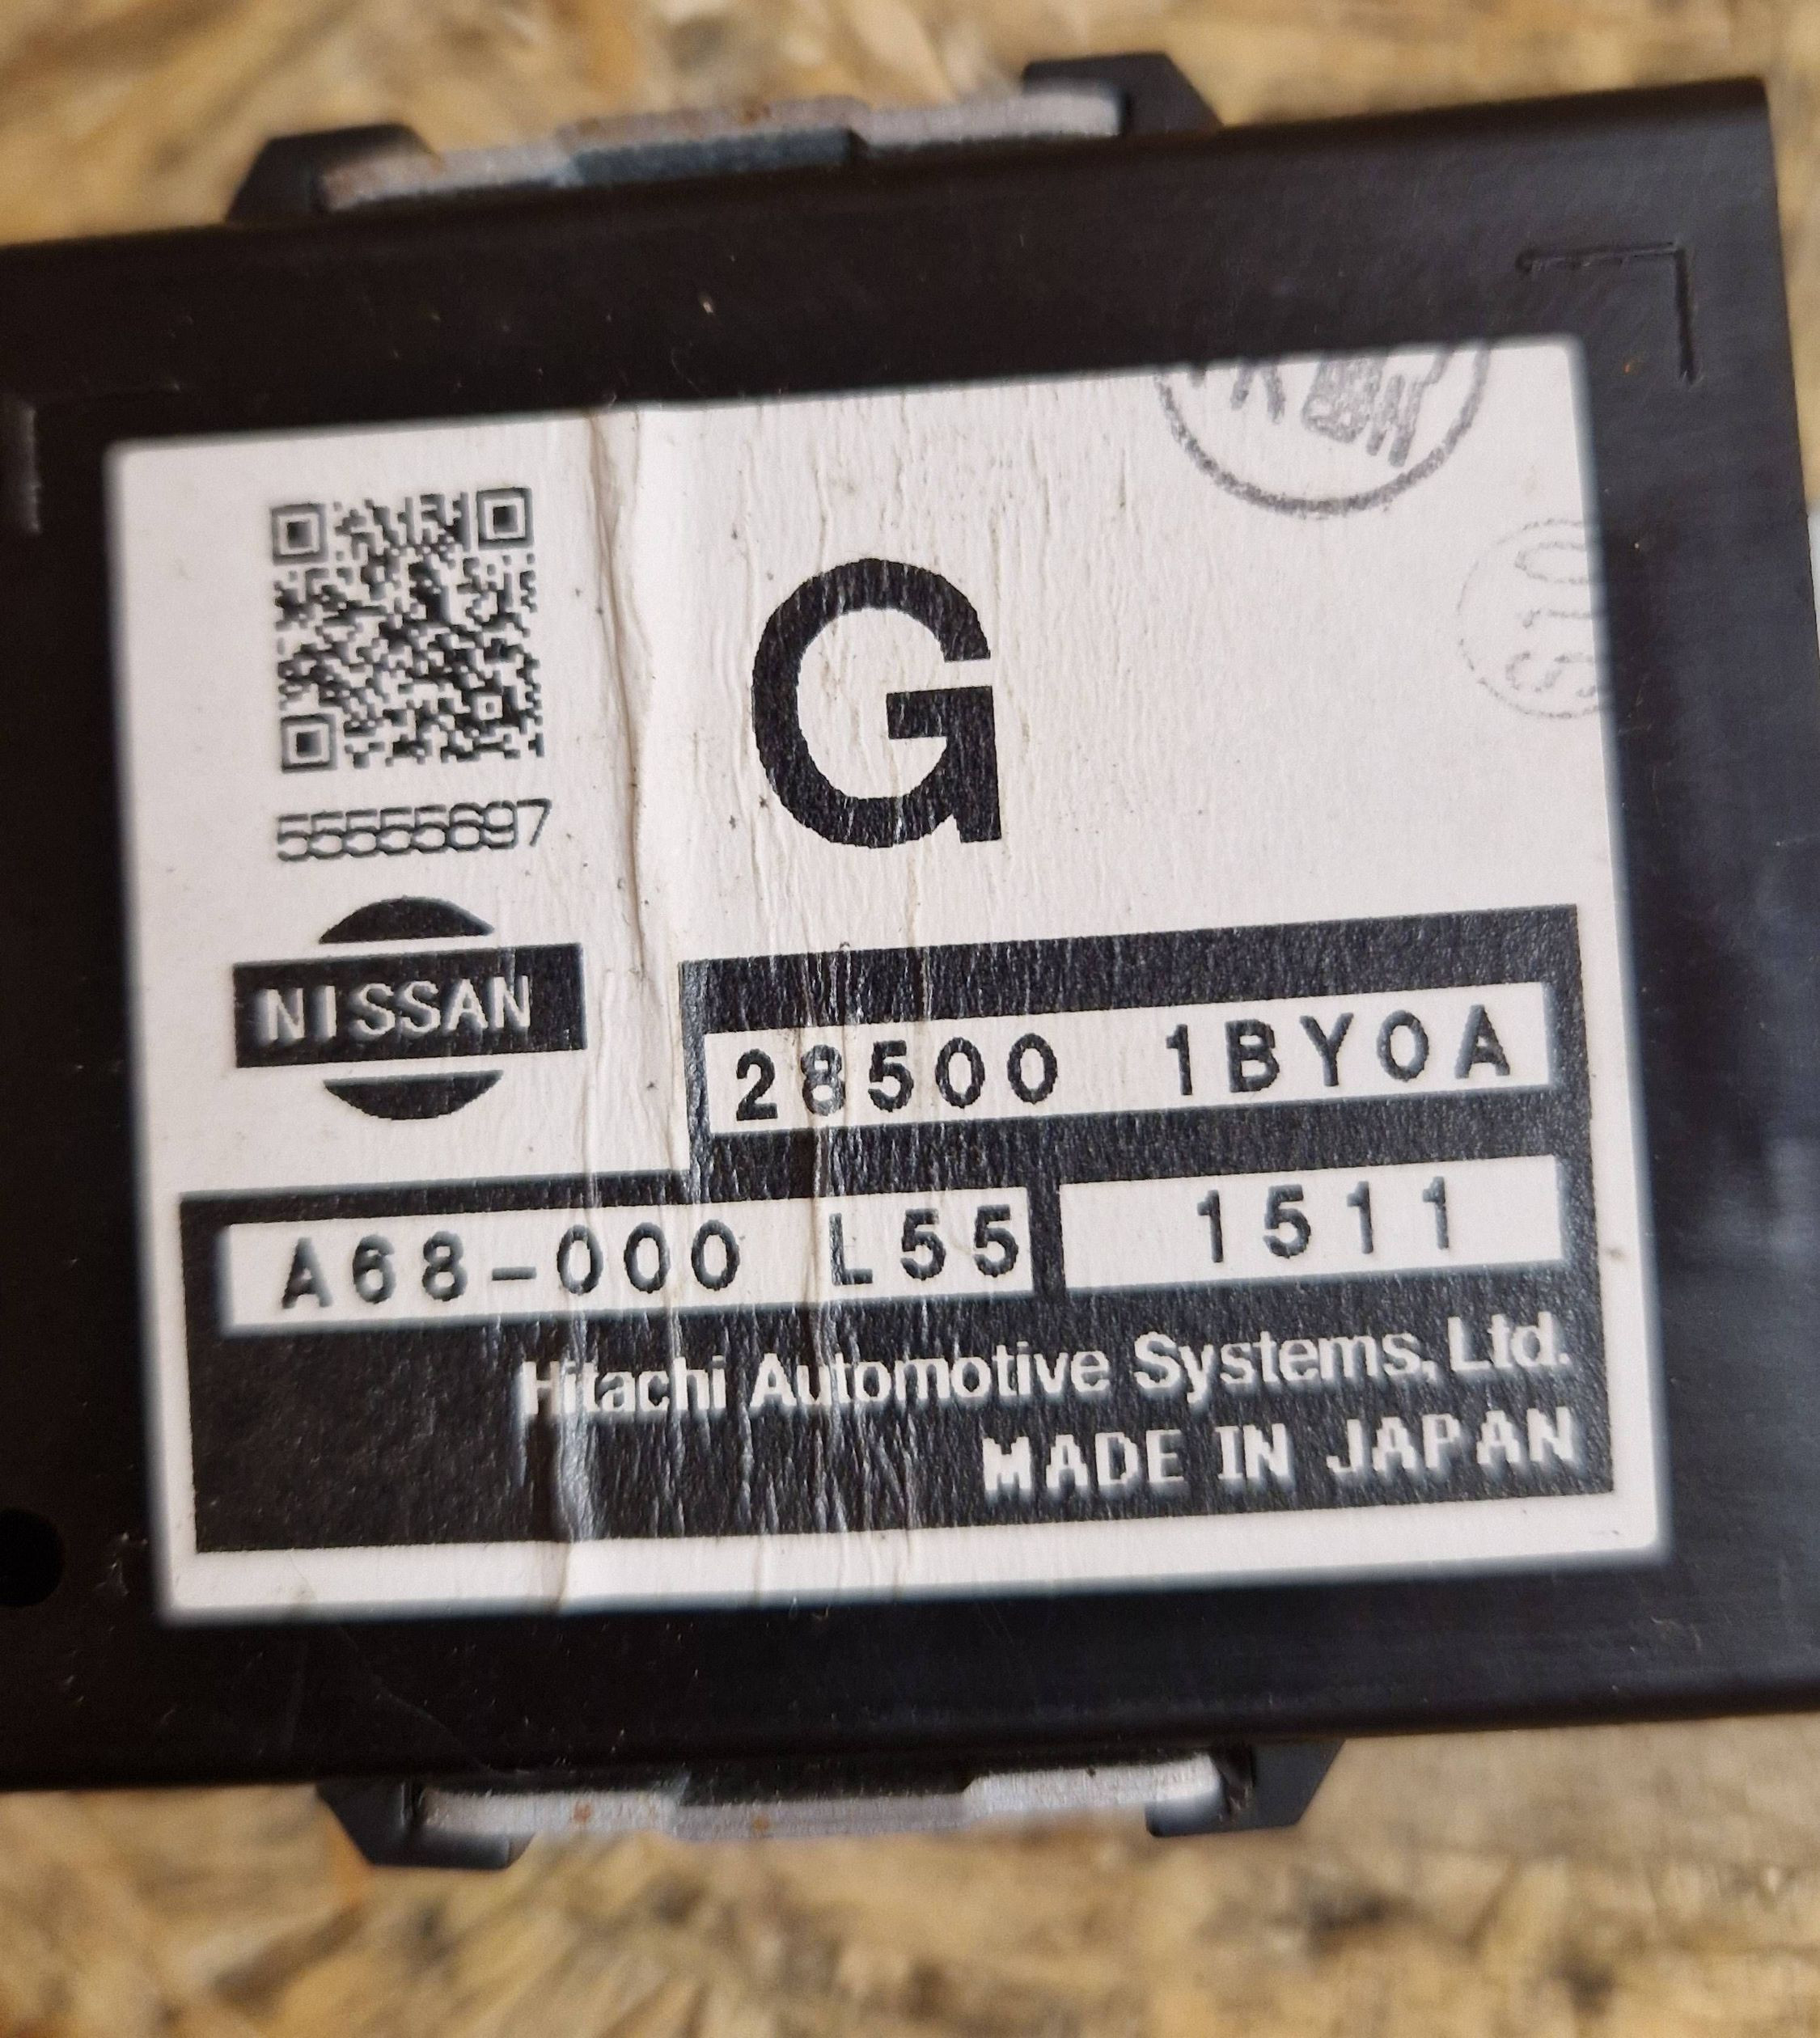 55555697
G
NISSAN
28500 1BY0A
A68-000 L55
1511
Hitachi Automotive Systems, Ltd.
MADE IN JAPAN